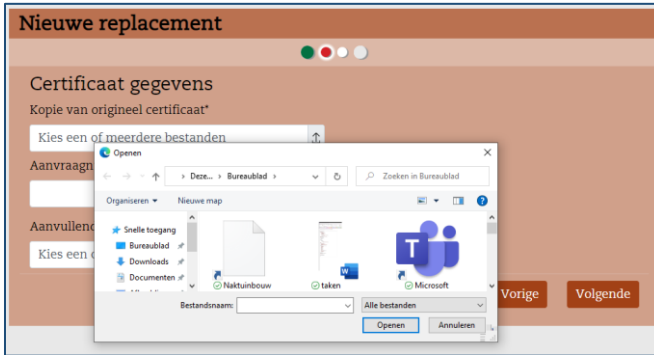 Nieuwe replacement
Certificaat gegevens
Kopie van origineel certificaat*
Kies een of meerdere bestanden
Aanvraagn
Aanvullend
Kies een
Openen
Deze... > Bureaublad >
Zoeken in Bureaublad
Organiseren
Nieuwe map
Snelle toegang
Bureaublad
Downloads
Documenten
Naktuinbouw
taken
Microsoft
Bestandsnaam:
Alle bestanden
Openen
Annuleren
Vorige
Volgende